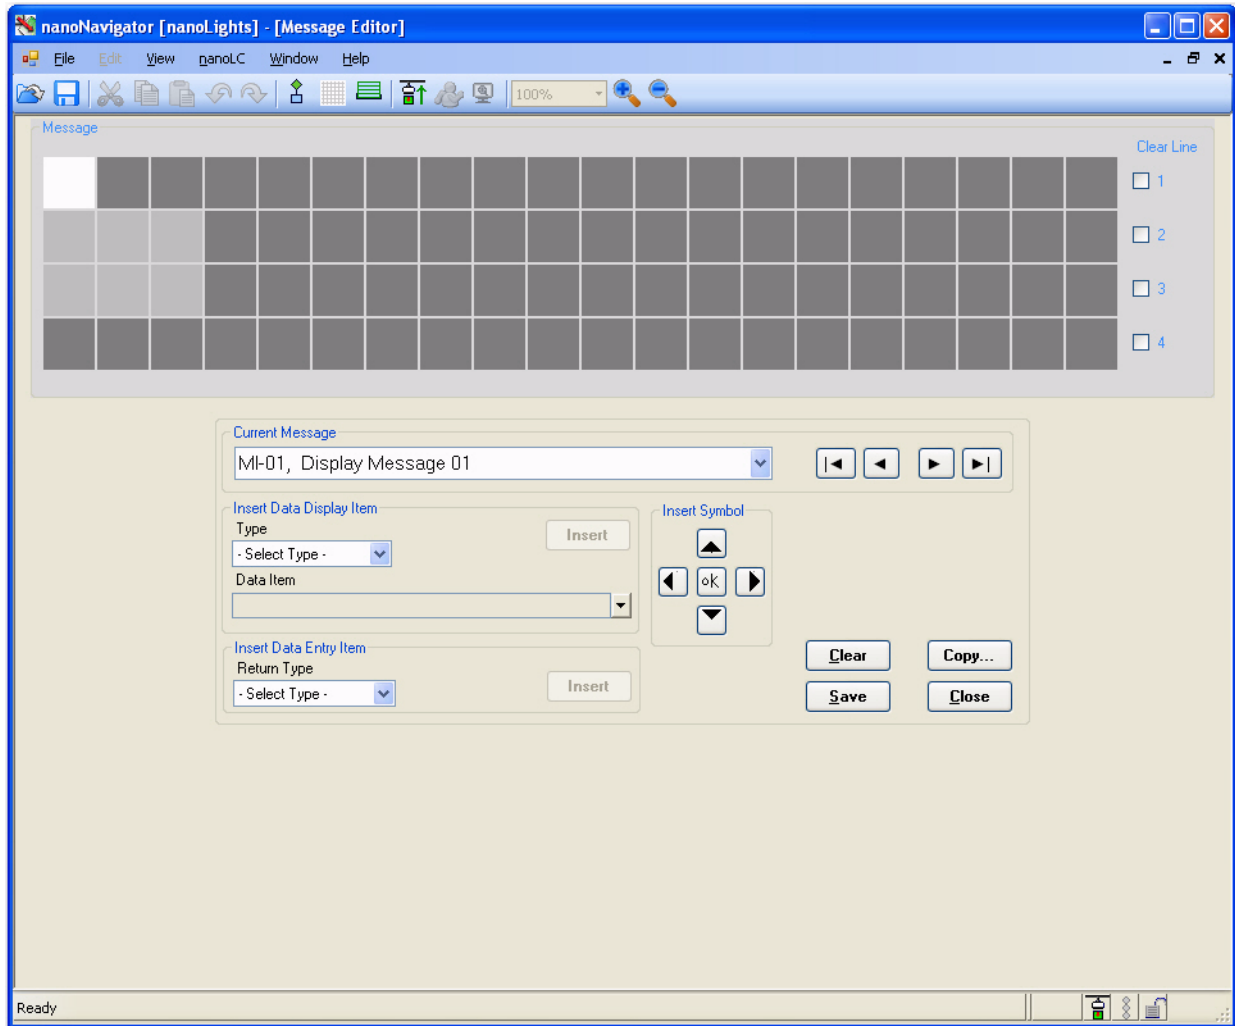 nanoNavigator [nanoLights] - [Message Editor]
File Edit View nanoLC Window Help
100%
Message
Clear Line
1
2
3
4
Current Message
MI-01, Display Message 01
Insert Data Display Item
Type
- Select Type -
Insert
Data Item
Insert Symbol
oK
Insert Data Entry Item
Return Type
- Select Type -
Insert
Clear
Copy...
Save
Close
Ready